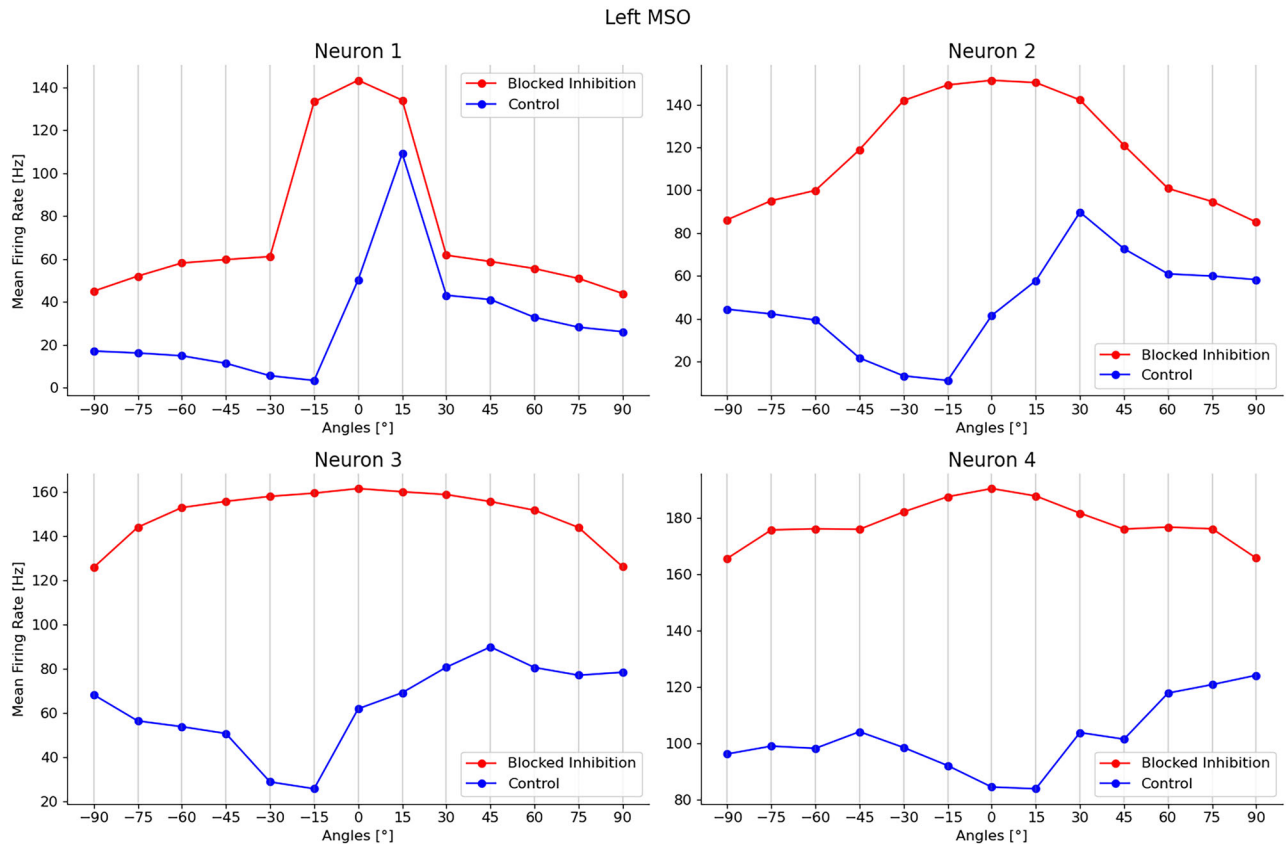 Left MSO
Neuron 1
Mean Firing Rate [Hz]
140
120
100
80
60
40
20
0
Blocked Inhibition
Control
−90 −75 −60 −45 −30 −15 0 15 30 45 60 75 90
Angles [°]
Neuron 2
140
120
100
80
60
40
20
Blocked Inhibition
Control
−90 −75 −60 −45 −30 −15 0 15 30 45 60 75 90
Angles [°]
Neuron 3
Mean Firing Rate [Hz]
160
140
120
100
80
60
40
20
Blocked Inhibition
Control
−90 −75 −60 −45 −30 −15 0 15 30 45 60 75 90
Angles [°]
Neuron 4
180
160
140
120
100
80
Blocked Inhibition
Control
−90 −75 −60 −45 −30 −15 0 15 30 45 60 75 90
Angles [°]